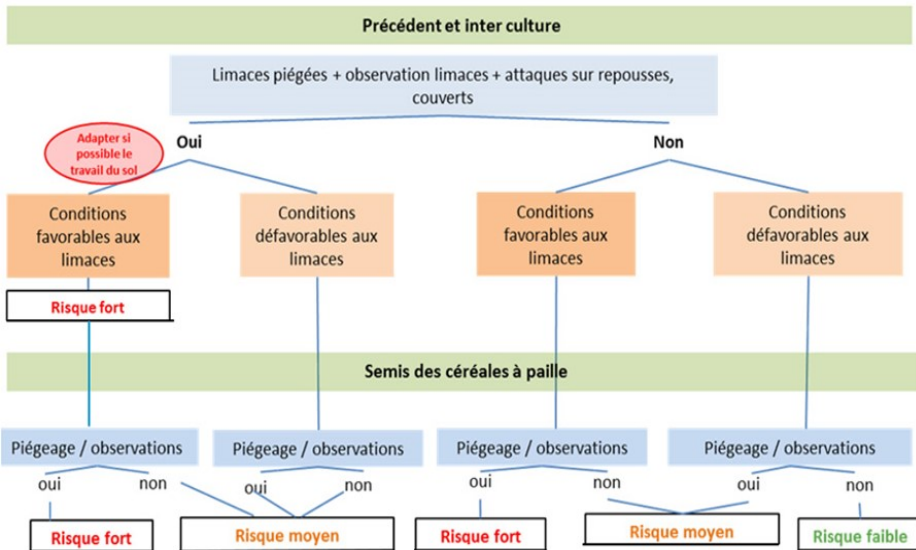 Précédent et inter culture
Limaces piégées + observation limaces + attaques sur repousses,
couverts
Adapter si
possible le
travail du sol
Oui
Non
Conditions
favorables aux
limaces
Conditions
défavorables aux
limaces
Conditions
favorables aux
limaces
Conditions
défavorables aux
limaces
Risque fort
Semis des céréales à paille
Piégeage / observations
Piégeage / observations
Piégeage / observations
Piégeage / observations
oui
non
oui
non
oui
non
oui
non
Risque fort
Risque moyen
Risque fort
Risque moyen
Risque faible